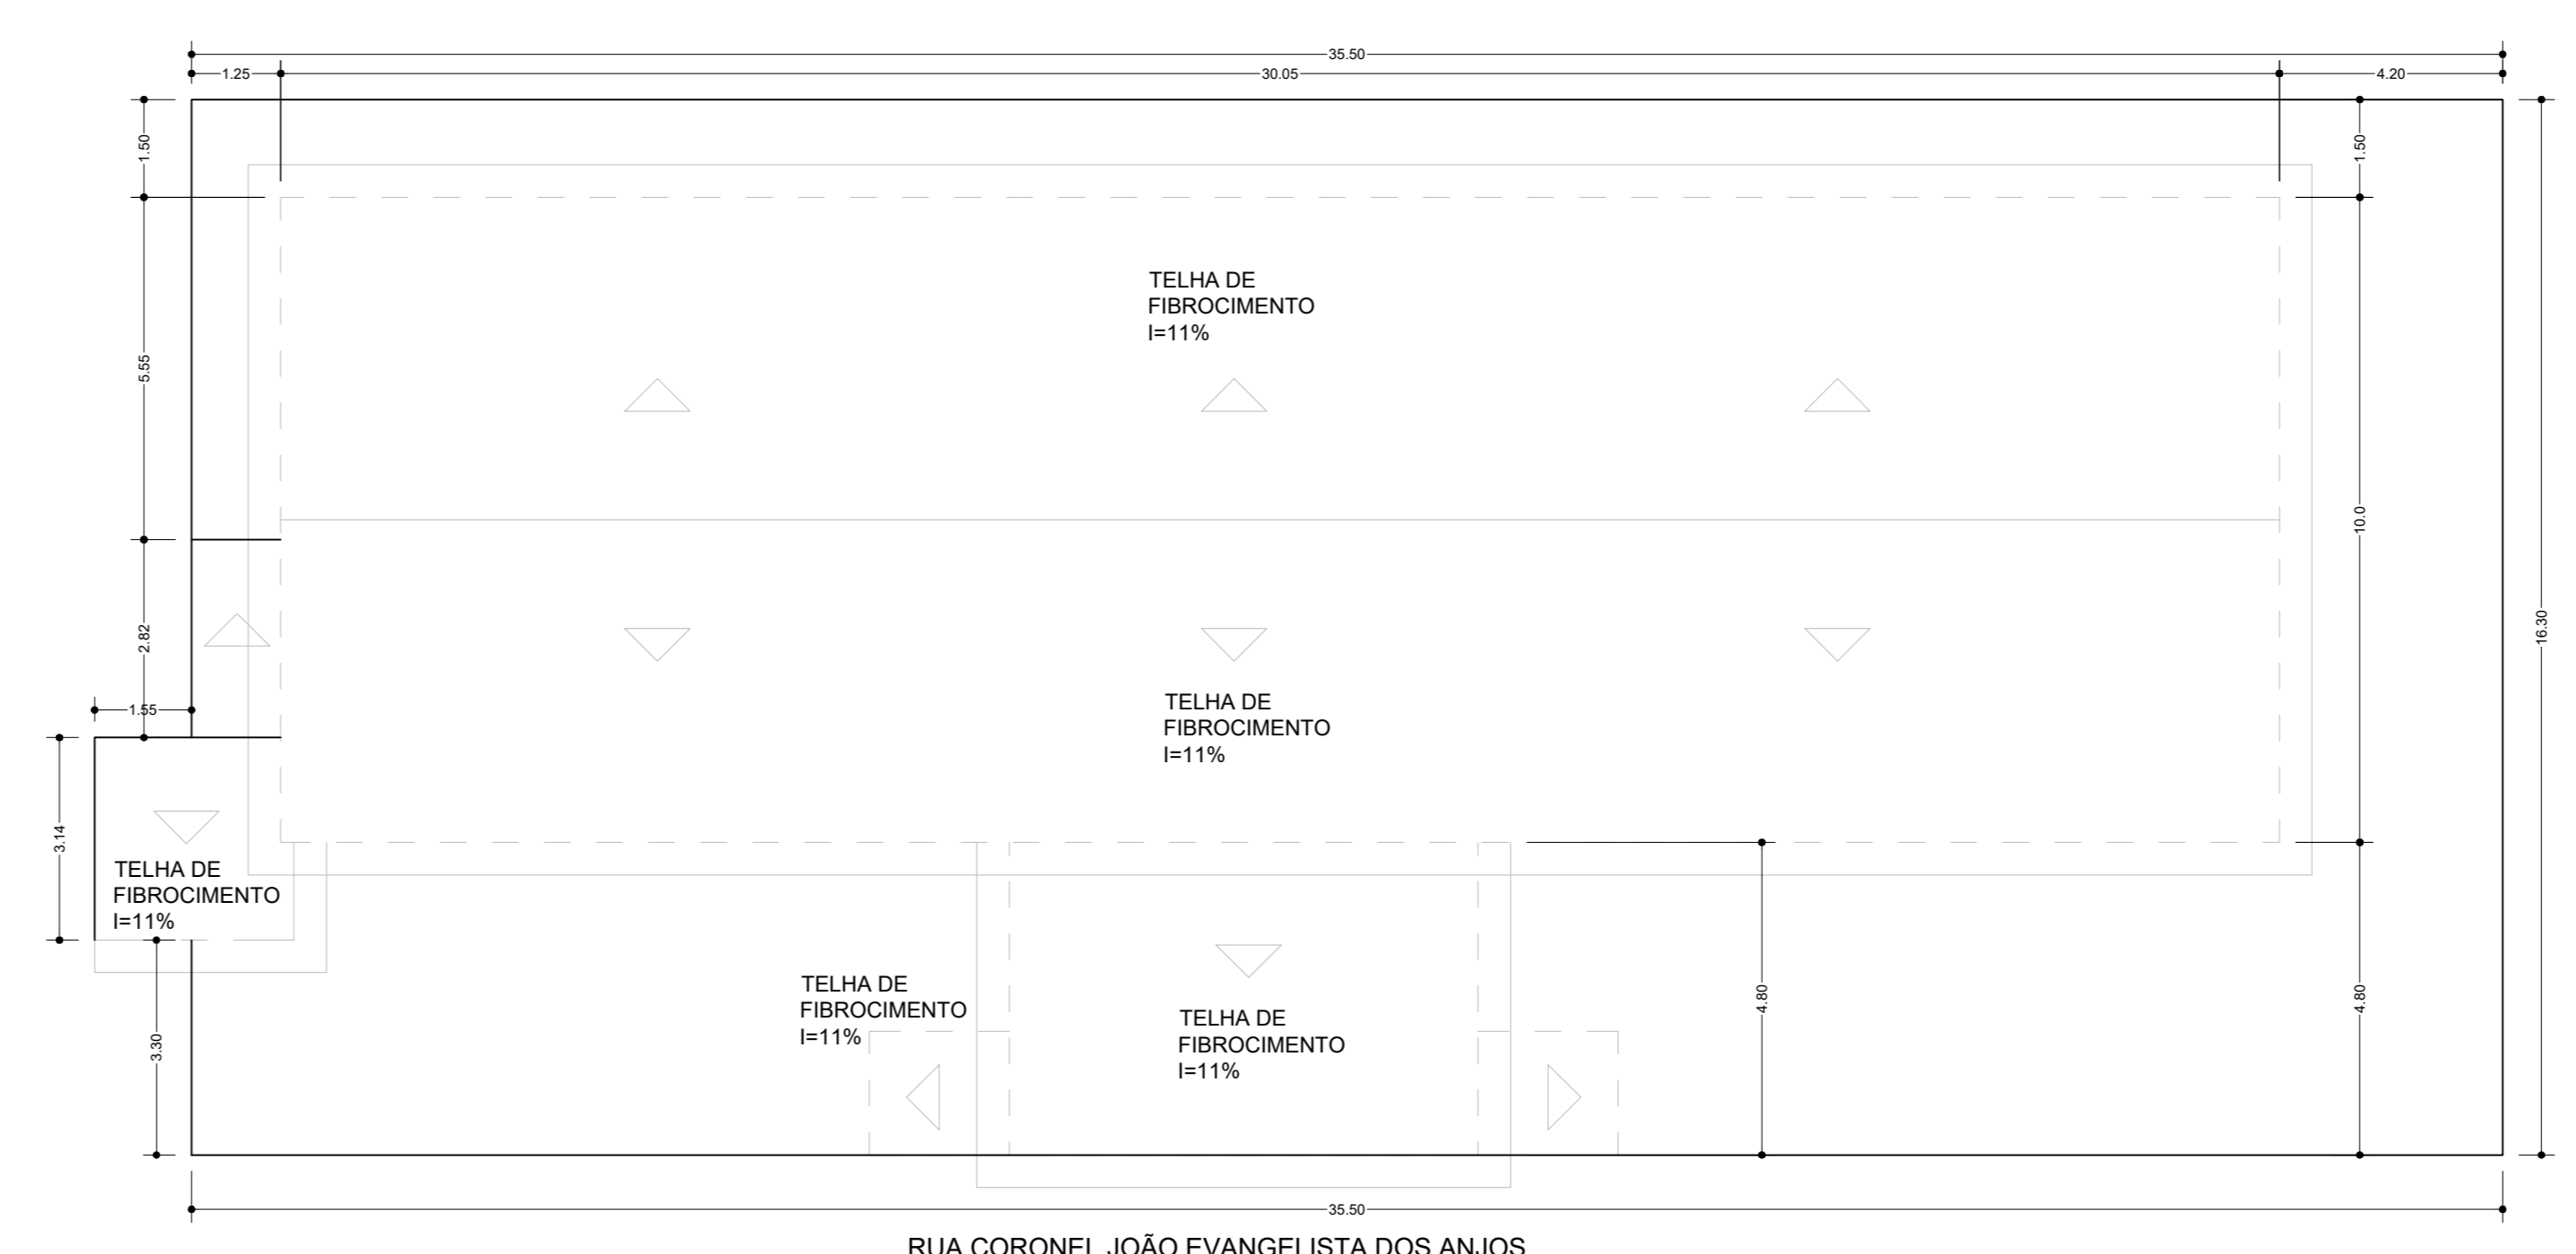 35.50
1.25
30.05
4.20
1.50
1.50
TELHA DE
FIBROCIMENTO
I=11%
5.55
10.0
2.82
16.30
1.55
TELHA DE
FIBROCIMENTO
I=11%
3.14
TELHA DE
FIBROCIMENTO
I=11%
TELHA DE
FIBROCIMENTO
I=11%
TELHA DE
FIBROCIMENTO
I=11%
3.30
4.80
4.80
35.50
RUA CORONEL JOÃO EVANGELISTA DOS ANJOS